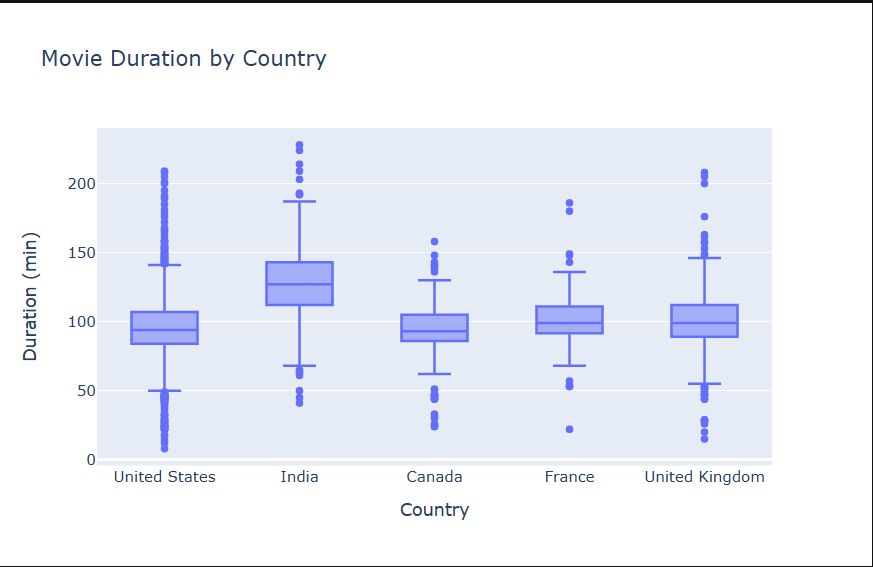 Movie Duration by Country
Duration (min)
200
150
100
50
0
United States India Canada France United Kingdom
Country